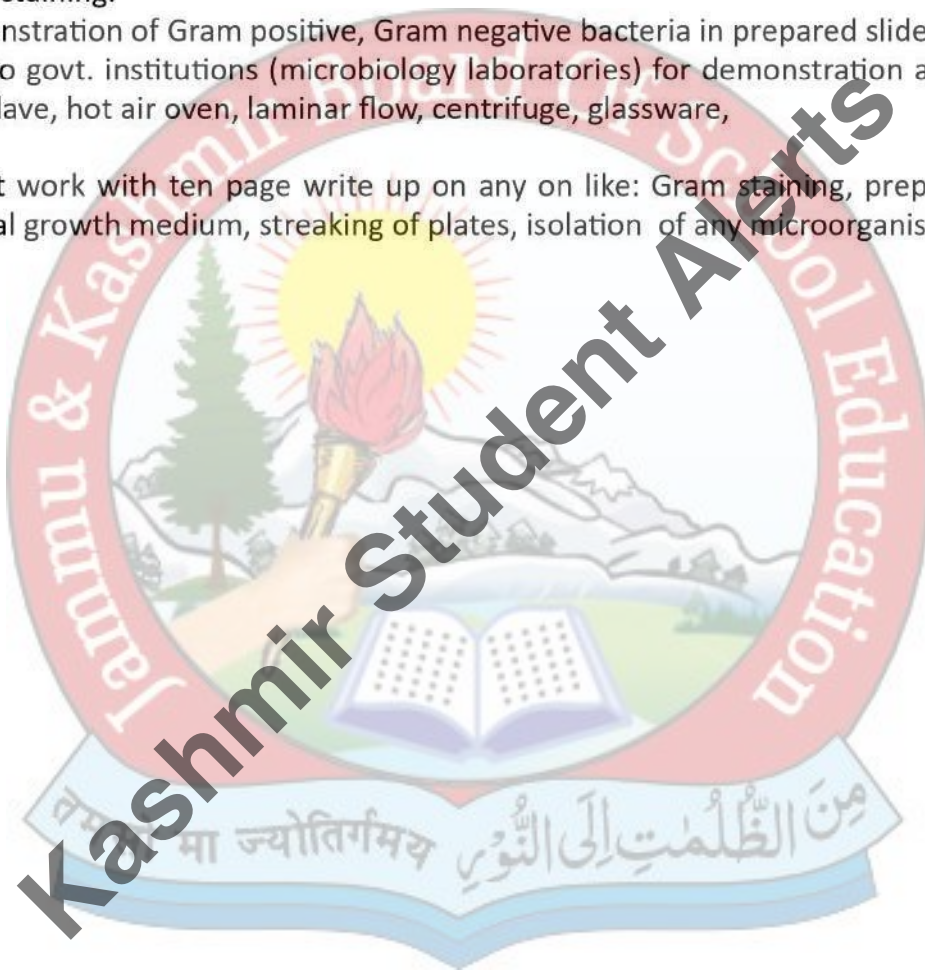 staining.
nstration of Gram positive, Gram negative bacteria in prepared slide
o govt. institutions (microbiology laboratories) for demonstration a
lave, hot air oven, laminar flow, centrifuge, glassware,
t work with ten page write up on any on like: Gram staining, prep
al growth medium, streaking of plates, isolation of any microorganis
Jammu & Kashmir Board Of School Education
Kashmir Student Alerts
मा ज्योतिर्गमय
مِنَ الظُّلُمٰتِ اِلَى النُّوْرِ